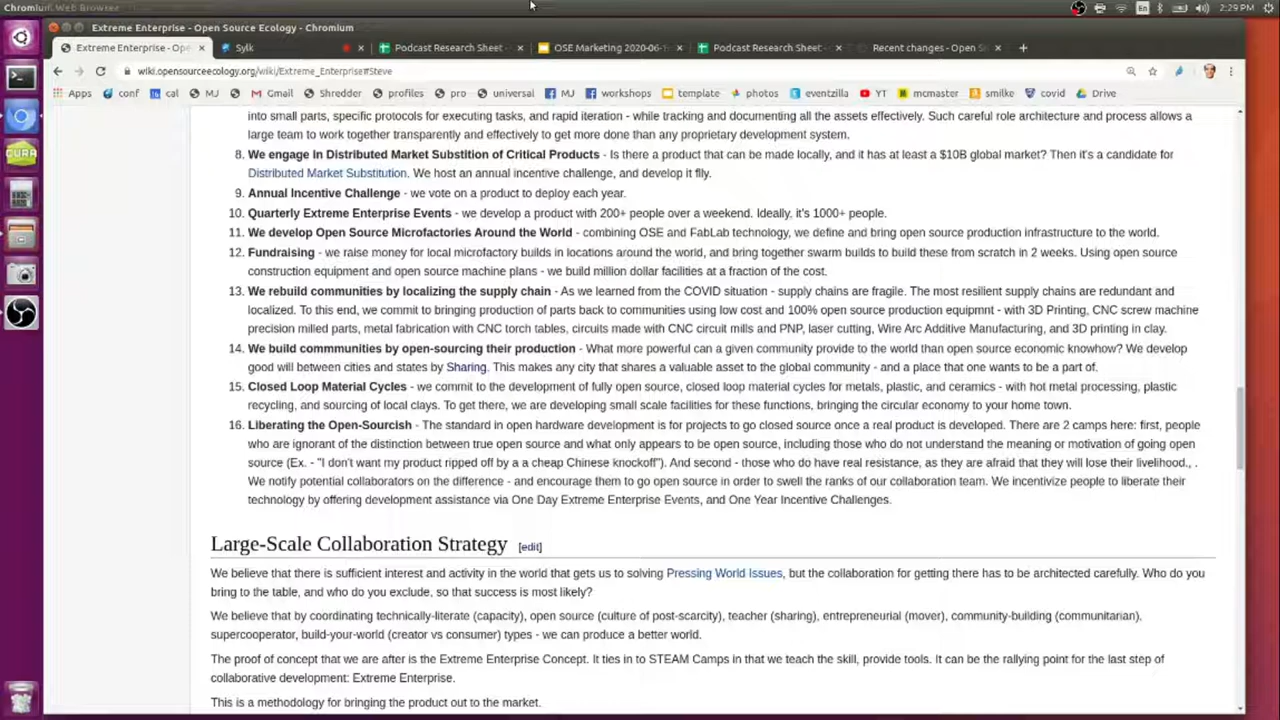 Chromium Web Browser
En
2:29 PM
Extreme Enterprise - Open Source Ecology - Chromium
Extreme Enterprise - Ope
Sylk
Podcast Research Sheet -
OSE Marketing 2020-06-1
Podcast Research Sheet -
Recent changes - Open S
wiki.opensourceecology.org/wiki/Extreme_Enterprise#Steve
Apps
conf
16 cal
MJ
Gmail
Shredder
profiles
pro
universal
MJ
workshops
template
photos
eventzilla
YT
mcmaster
smilke
covid
Drive
into small parts, specific protocols for executing tasks, and rapid iteration - while tracking and documenting all the assets effectively. Such careful role architecture and process allows a
large team to work together transparently and effectively to get more done than any proprietary development system.
8. We engage in Distributed Market Substition of Critical Products - Is there a product that can be made locally, and it has at least a $10B global market? Then it's a candidate for
Distributed Market Substitution. We host an annual incentive challenge, and develop it flly.
9. Annual Incentive Challenge - we vote on a product to deploy each year.
10. Quarterly Extreme Enterprise Events - we develop a product with 200+ people over a weekend. Ideally. it's 1000+ people.
11. We develop Open Source Microfactories Around the World - combining OSE and FabLab technology, we define and bring open source production infrastructure to the world.
12. Fundraising - we raise money for local microfactory builds in locations around the world, and bring together swarm builds to build these from scratch in 2 weeks. Using open source
construction equipment and open source machine plans - we build million dollar facilities at a fraction of the cost.
13. We rebuild communities by localizing the supply chain - As we learned from the COVID situation - supply chains are fragile. The most resilient supply chains are redundant and
localized. To this end, we commit to bringing production of parts back to communities using low cost and 100% open source production equipmnt - with 3D Printing, CNC screw machine
precision milled parts, metal fabrication with CNC torch tables, circuits made with CNC circuit mills and PNP, laser cutting, Wire Arc Additive Manufacturing, and 3D printing in clay.
14. We build commmunities by open-sourcing their production - What more powerful can a given community provide to the world than open source economic knowhow? We develop
good will between cities and states by Sharing. This makes any city that shares a valuable asset to the global community - and a place that one wants to be a part of.
15. Closed Loop Material Cycles - we commit to the development of fully open source, closed loop material cycles for metals, plastic, and ceramics - with hot metal processing, plastic
recycling, and sourcing of local clays. To get there, we are developing small scale facilities for these functions, bringing the circular economy to your home town.
16. Liberating the Open-Sourcish - The standard in open hardware development is for projects to go closed source once a real product is developed. There are 2 camps here: first, people
who are ignorant of the distinction between true open source and what only appears to be open source, including those who do not understand the meaning or motivation of going open
source (Ex. - "I don't want my product ripped off by a a cheap Chinese knockoff"). And second - those who do have real resistance, as they are afraid that they will lose their livelihood., .
We notify potential collaborators on the difference - and encourage them to go open source in order to swell the ranks of our collaboration team. We incentivize people to liberate their
technology by offering development assistance via One Day Extreme Enterprise Events, and One Year Incentive Challenges.
Large-Scale Collaboration Strategy [edit]
We believe that there is sufficient interest and activity in the world that gets us to solving Pressing World Issues, but the collaboration for getting there has to be architected carefully. Who do you
bring to the table, and who do you exclude, so that success is most likely?
We believe that by coordinating technically-literate (capacity), open source (culture of post-scarcity), teacher (sharing), entrepreneurial (mover), community-building (communitarian).
supercooperator, build-your-world (creator vs consumer) types - we can produce a better world.
The proof of concept that we are after is the Extreme Enterprise Concept. It ties in to STEAM Camps in that we teach the skill, provide tools. It can be the rallying point for the last step of
collaborative development: Extreme Enterprise.
This is a methodology for bringing the product out to the market.
CURA